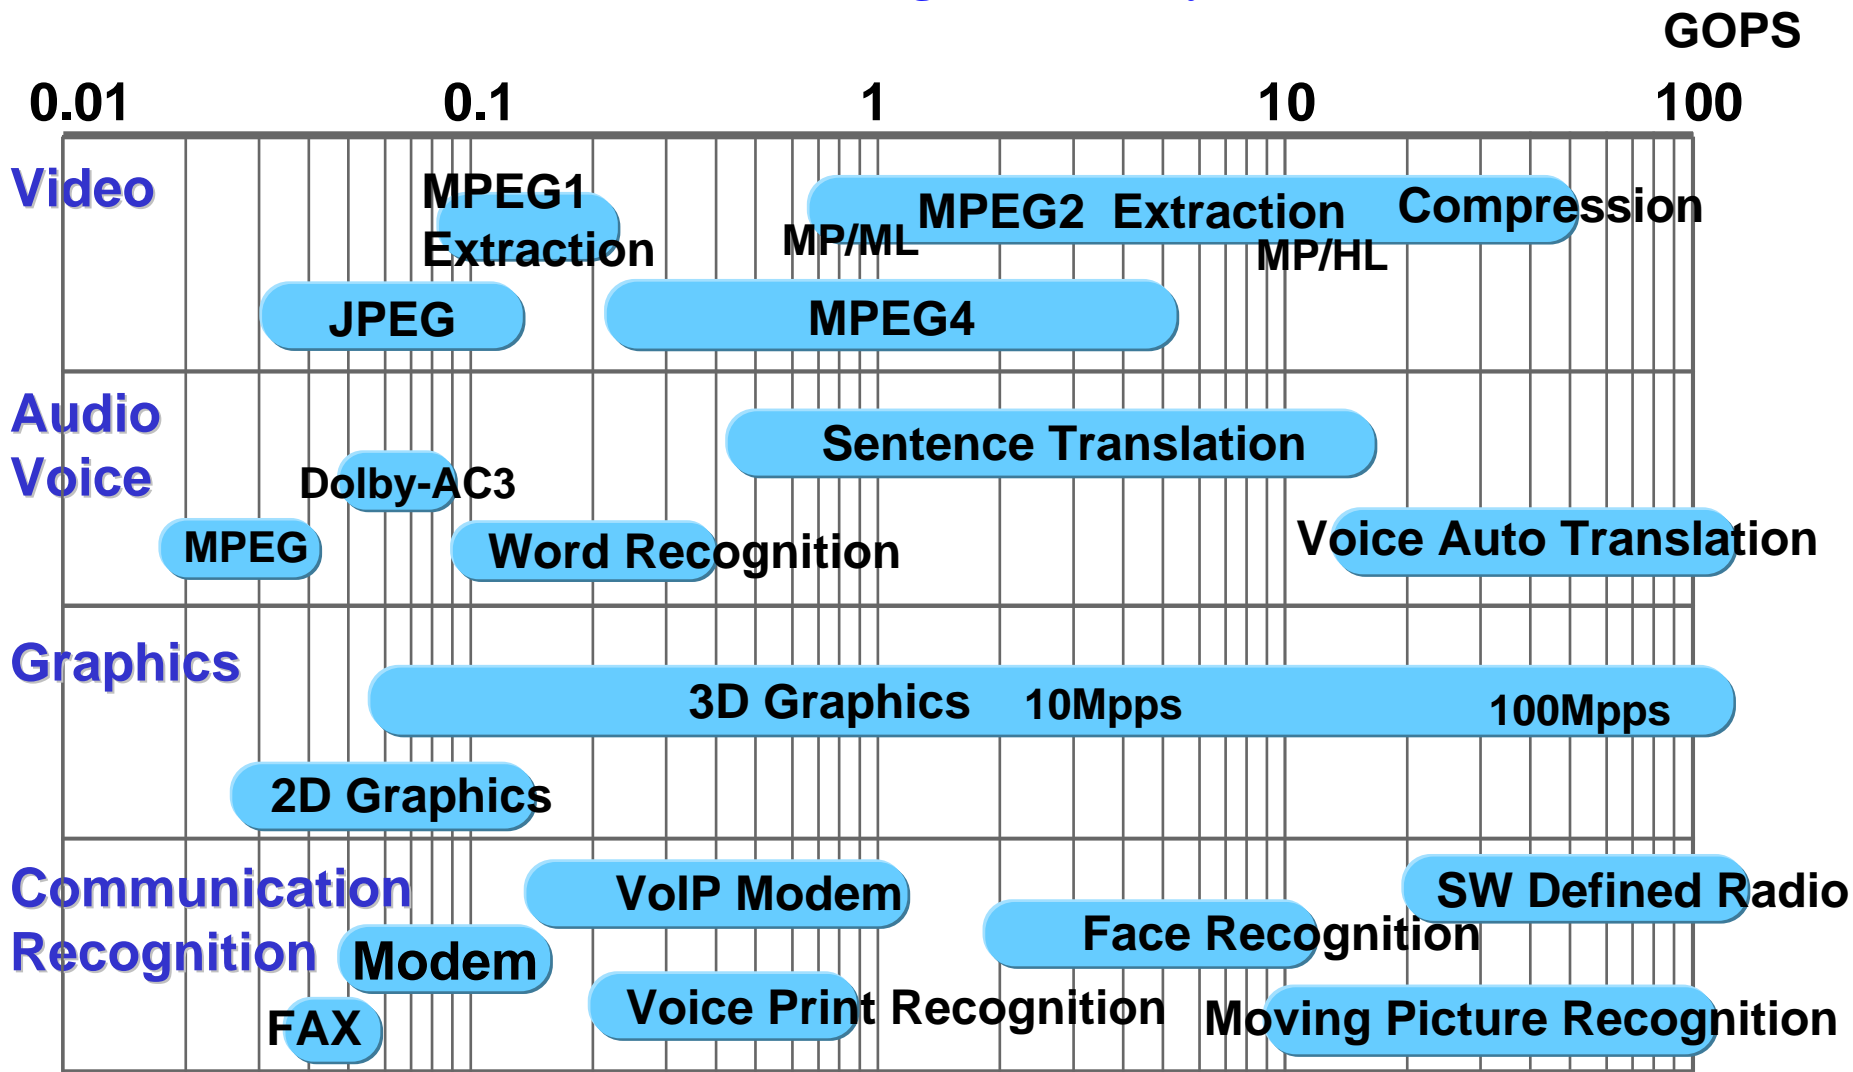 GOPS
0.01 0.1 1 10 100
Video
MPEG1
Extraction
MPEG2 Extraction Compression
MP/ML
MP/HL
JPEG
MPEG4
Audio
Voice
Sentence Translation
Dolby-AC3
MPEG
Word Recognition
Voice Auto Translation
Graphics
3D Graphics 10Mpps 100Mpps
2D Graphics
Communication
Recognition
VoIP Modem
SW Defined Radio
Face Recognition
Modem
Voice Print Recognition
Moving Picture Recognition
FAX